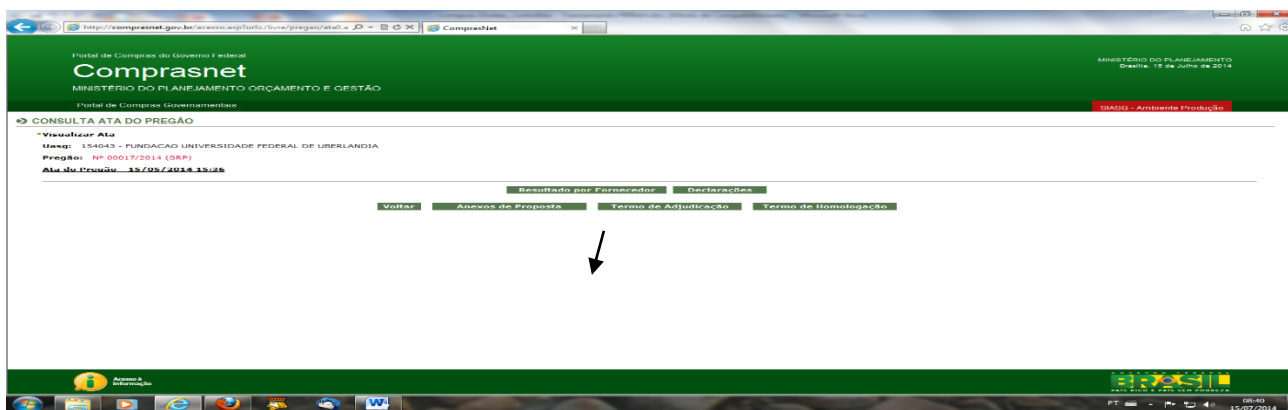 http://comprasnet.gov.br/acesso.asp?url=/livre/pregao/ata0.a
ComprasNet
Portal de Compras do Governo Federal
Comprasnet
MINISTÉRIO DO PLANEJAMENTO ORÇAMENTO E GESTÃO
MINISTÉRIO DO PLANEJAMENTO
Brasília, 15 de Julho de 2014
Portal de Compras Governamentais
SIASG - Ambiente Produção
CONSULTA ATA DO PREGÃO
Visualizar Ata
Uasg: 154043 - FUNDACAO UNIVERSIDADE FEDERAL DE UBERLANDIA
Pregão: Nº 00017/2014 (SRP)
Ata do Pregão 15/05/2014 15:36
Resultado por Fornecedor Declarações
Voltar Anexos de Proposta Termo de Adjudicação Termo de Homologação
Acesso à
Informação
GOVERNO FEDERAL
BRASIL
PAÍS RICO É PAÍS SEM POBREZA
PT
08:40
15/07/2014